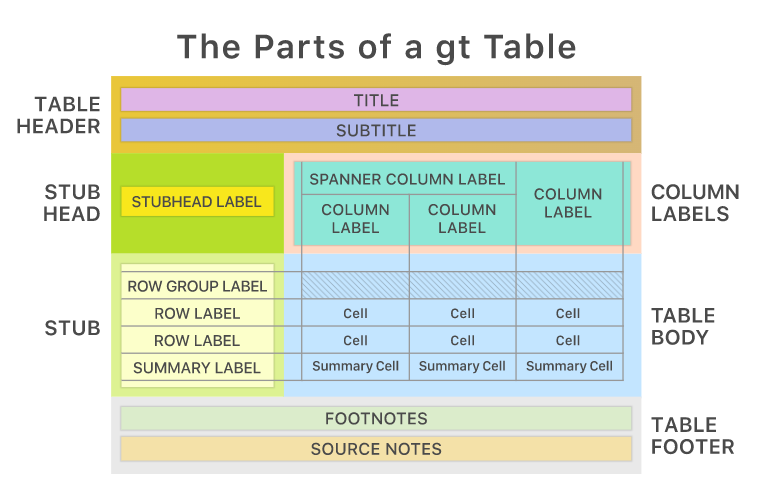 The Parts of a gt Table
TABLE
HEADER
TITLE
SUBTITLE
STUB
HEAD
STUBHEAD LABEL
SPANNER COLUMN LABEL
COLUMN
LABEL
COLUMN
LABEL
COLUMN
LABEL
COLUMN
LABELS
STUB
ROW GROUP LABEL
ROW LABEL Cell Cell Cell
ROW LABEL Cell Cell Cell
SUMMARY LABEL Summary Cell Summary Cell Summary Cell
TABLE
BODY
FOOTNOTES
SOURCE NOTES
TABLE
FOOTER